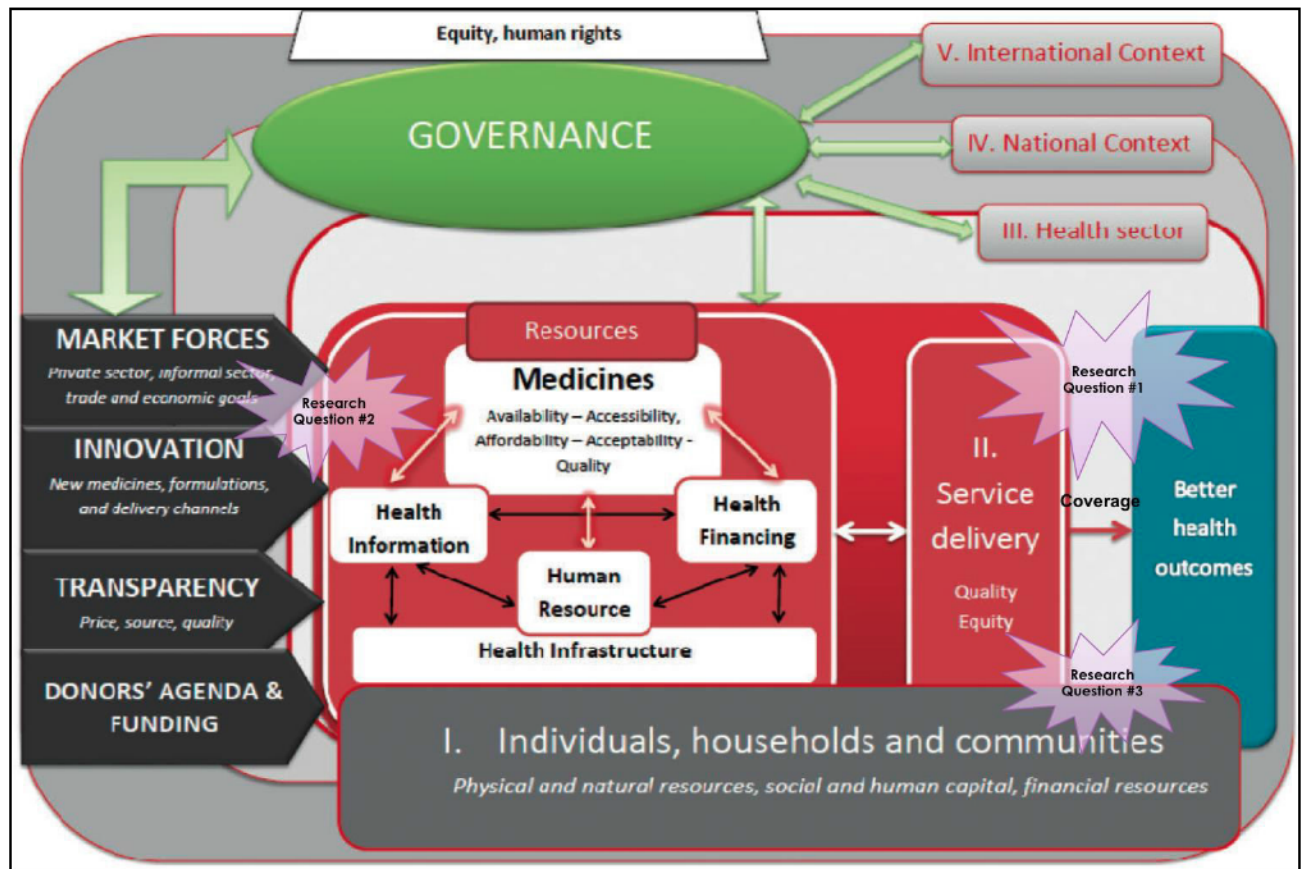 Equity, human rights
GOVERNANCE
V. International Context
IV. National Context
III. Health sector
MARKET FORCES
Private sector, informal sector,
trade and economic goals
INNOVATION
New medicines, formulations,
and delivery channels
TRANSPARENCY
Price, source, quality
DONORS' AGENDA &
FUNDING
Research
Question #2
Resources
Medicines
Availability – Accessibility,
Affordability – Acceptability -
Quality
Health
Information
Health
Financing
Human
Resource
Health Infrastructure
II.
Service
delivery
Quality
Equity
Research
Question #1
Coverage
Better
health
outcomes
Research
Question #3
I. Individuals, households and communities
Physical and natural resources, social and human capital, financial resources